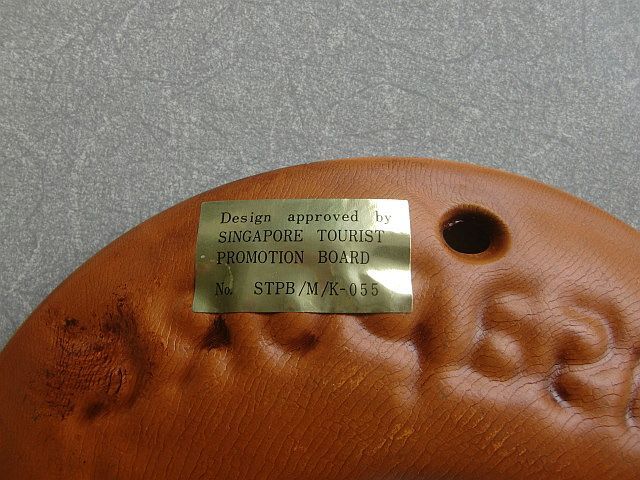 Design approved by
SINGAPORE TOURIST
PROMOTION BOARD
No. STPB/M/K-055